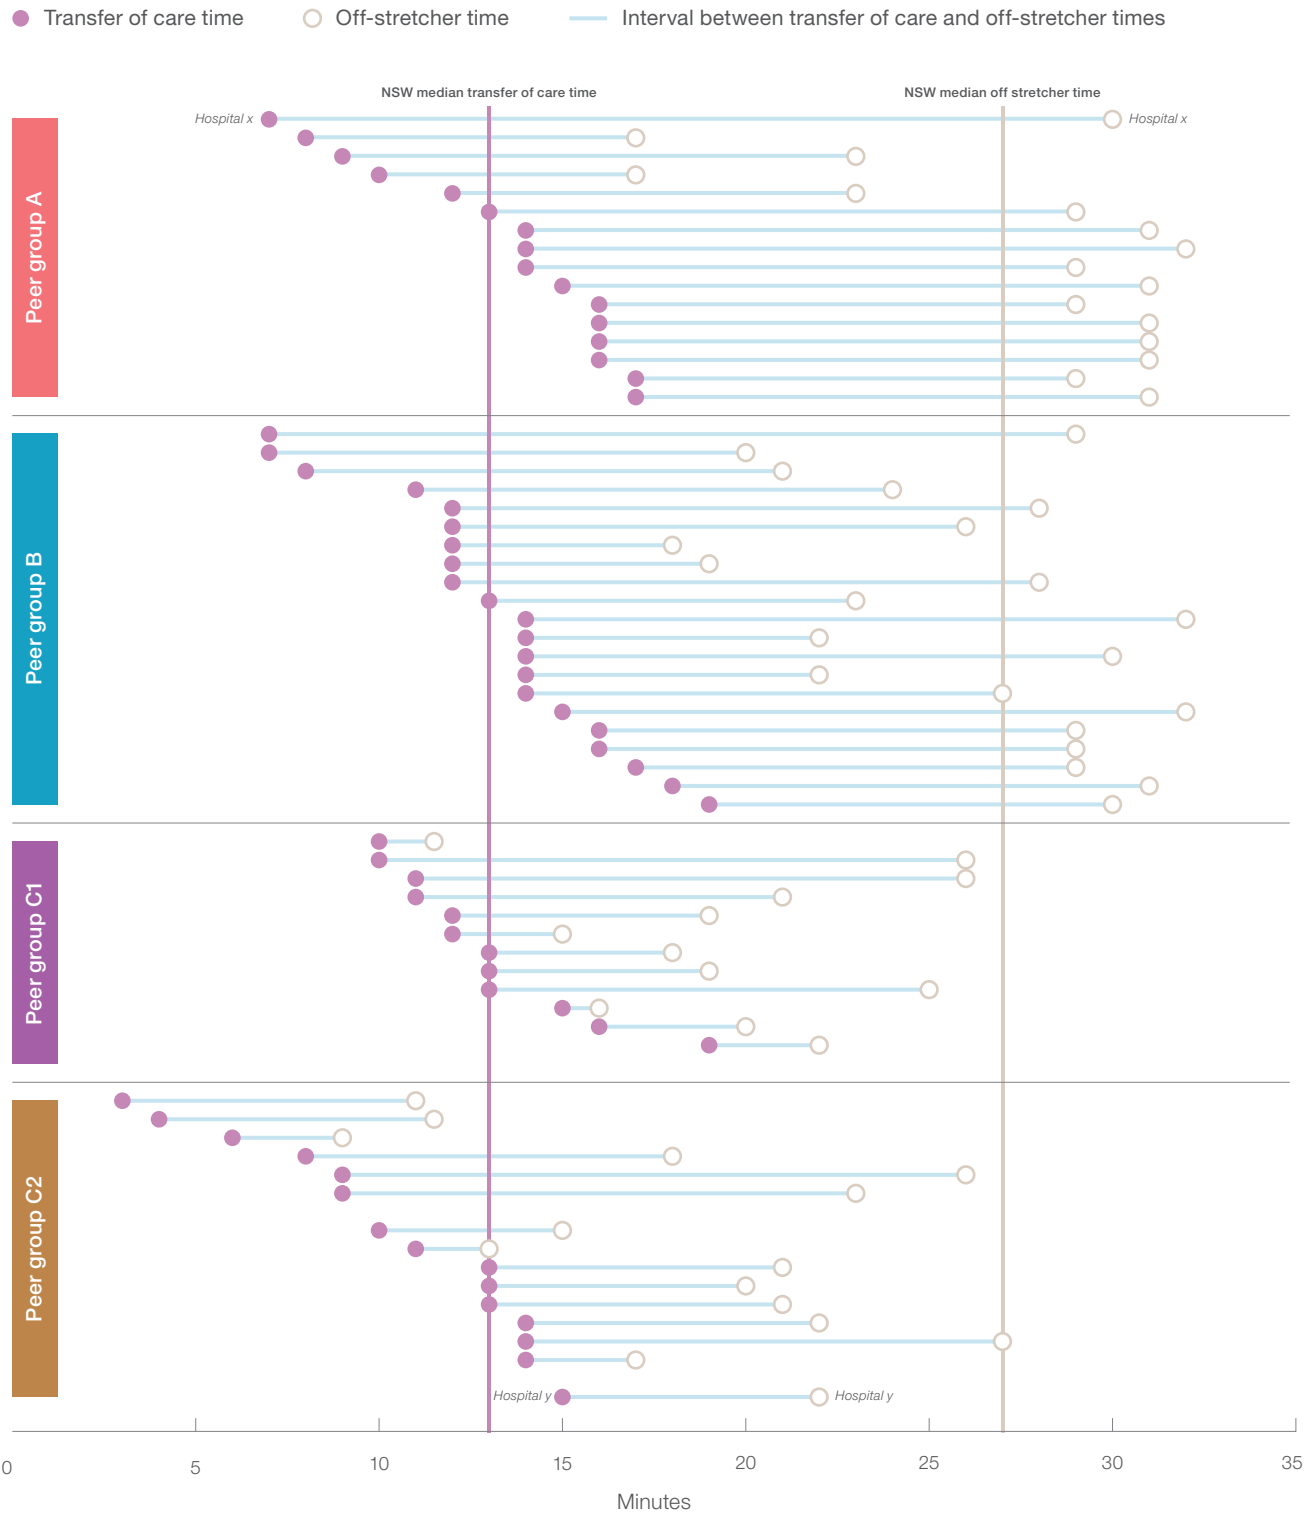 Transfer of care time
Off-stretcher time
Interval between transfer of care and off-stretcher times
NSW median transfer of care time
NSW median off stretcher time
Hospital x
Hospital x
Peer group A
Peer group B
Peer group C1
Peer group C2
Hospital y
Hospital y
0
5
10
15
20
25
30
35
Minutes